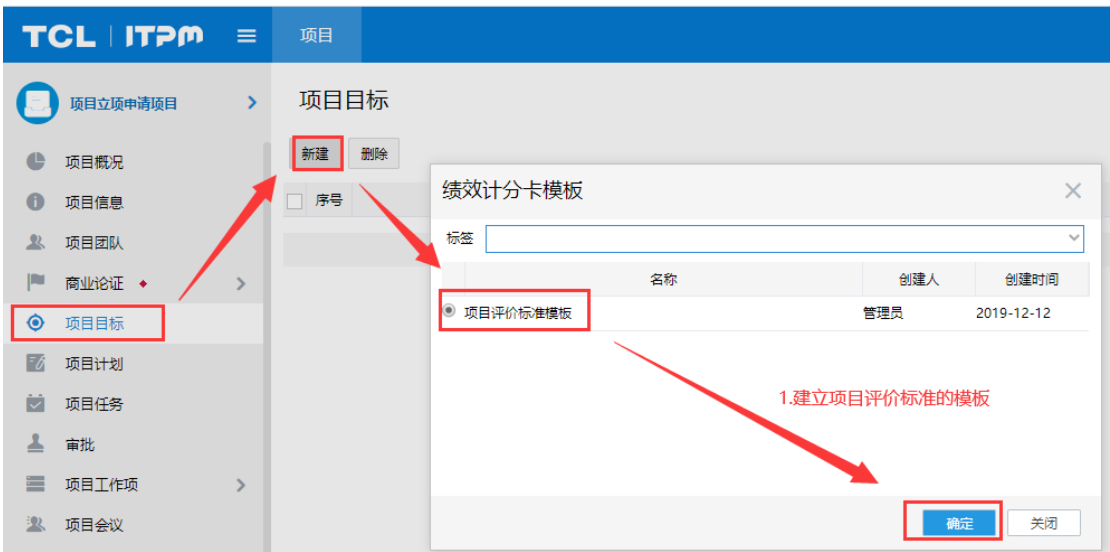 TCL ITPM 项目
项目立项申请项目
项目概况
项目信息
项目团队
商业论证
项目目标
项目计划
项目任务
审批
项目工作项
项目会议
项目目标
新建 删除
序号
绩效计分卡模板
标签
名称 创建人 创建时间
项目评价标准模板 管理员 2019-12-12
1.建立项目评价标准的模板
确定 关闭